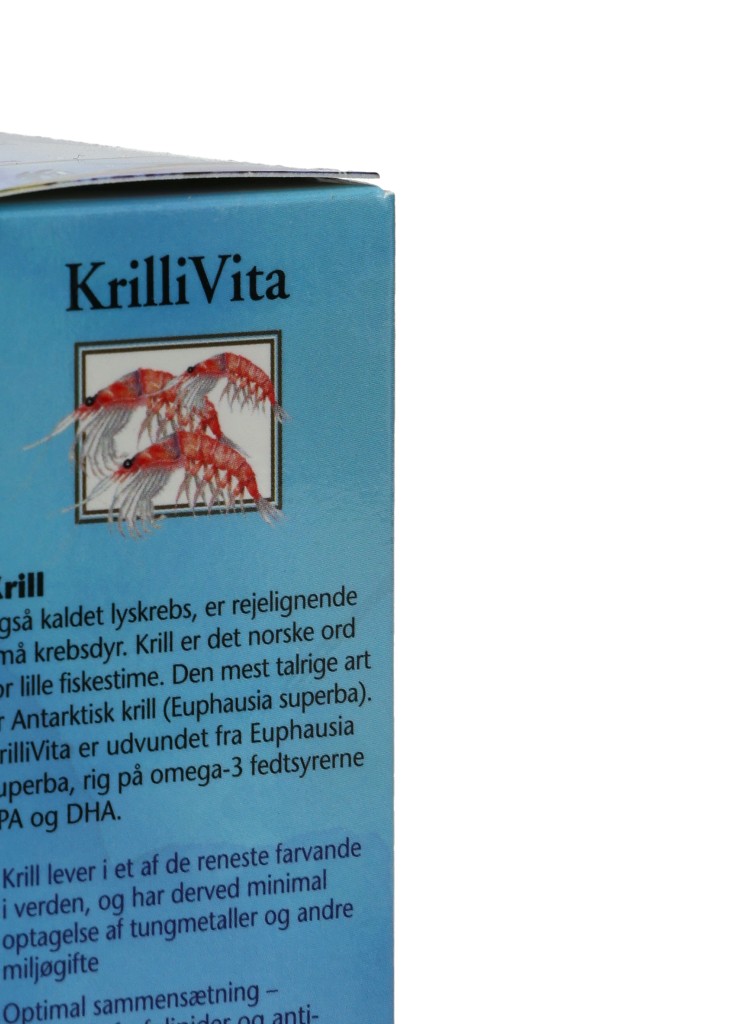 KrilliVita
Krill
også kaldet lyskrebs, er rejelignende
små krebsdyr. Krill er det norske ord
for lille fiskestime. Den mest talrige art
er Antarktisk krill (Euphausia superba).
KrilliVita er udvundet fra Euphausia
superba, rig på omega-3 fedtsyrerne
EPA og DHA.
Krill lever i et af de reneste farvande
i verden, og har derved minimal
optagelse af tungmetaller og andre
miljøgifte
Optimal sammensætning –
og anti-